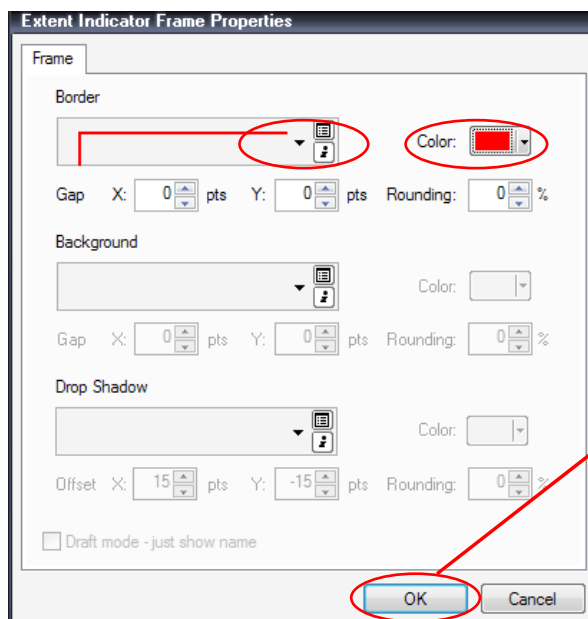 Extent Indicator Frame Properties
Frame
Border
Color:
Gap X: 0 pts Y: 0 pts Rounding: 0 %
Background
Color:
Gap X: 0 pts Y: 0 pts Rounding: 0 %
Drop Shadow
Color:
Offset X: 15 pts Y: -15 pts Rounding: 0 %
Draft mode - just show name
OK Cancel